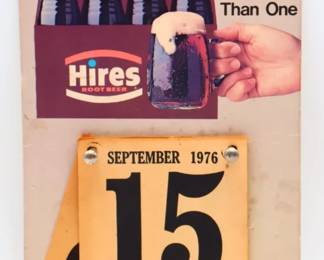 Than One
Hires
ROOT BEER
SEPTEMBER 1976
15